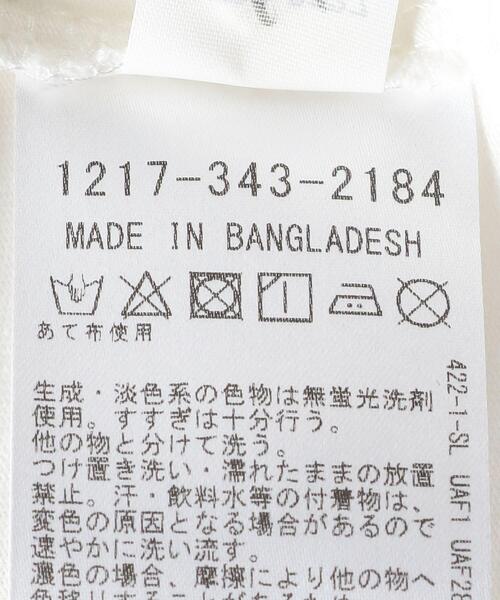 1217-343-2184
MADE IN BANGLADESH
あて布使用
生成・淡色系の色物は無蛍光洗剤
使用。すすぎは十分行う。
他の物と分けて洗う。
つけ置き洗い・濡れたままの放置
禁止。汗・飲料水等の付着物は、
変色の原因となる場合があるので
速やかに洗い流す。
濃色の場合、摩擦により他の物へ
422-1-SL UAF1 UAF28